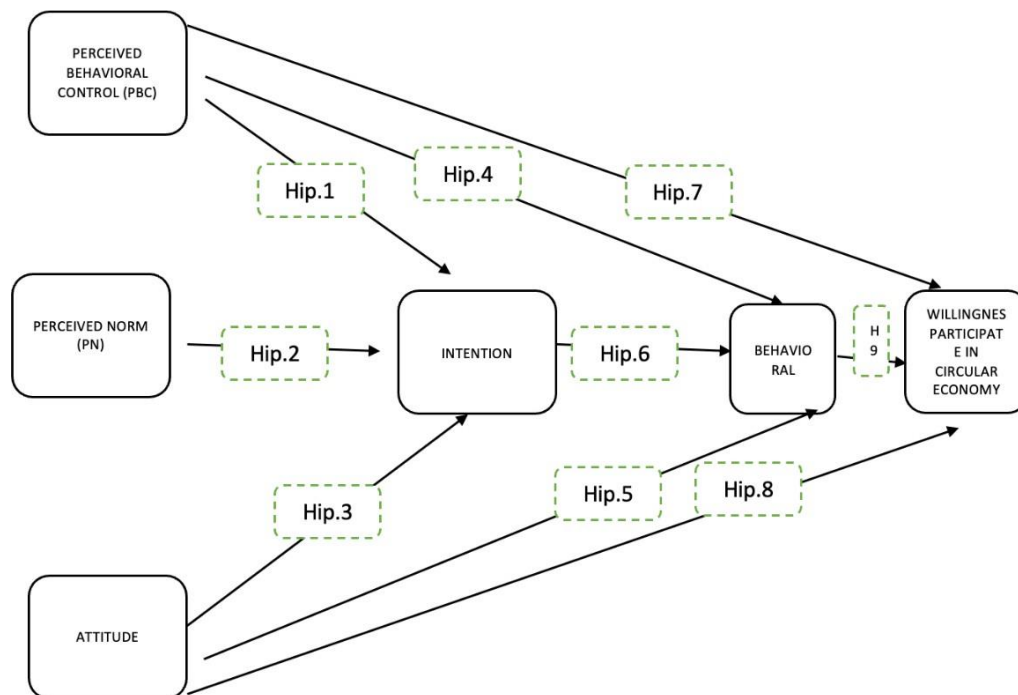 PERCEIVED
BEHAVIORAL
CONTROL (PBC)
Hip.1
Hip.4
Hip.7
PERCEIVED NORM
(PN)
Hip.2
INTENTION
Hip.6
BEHAVIO
RAL
H
9
WILLINGNES
PARTICIPAT
E IN
CIRCULAR
ECONOMY
Hip.3
Hip.5
Hip.8
ATTITUDE